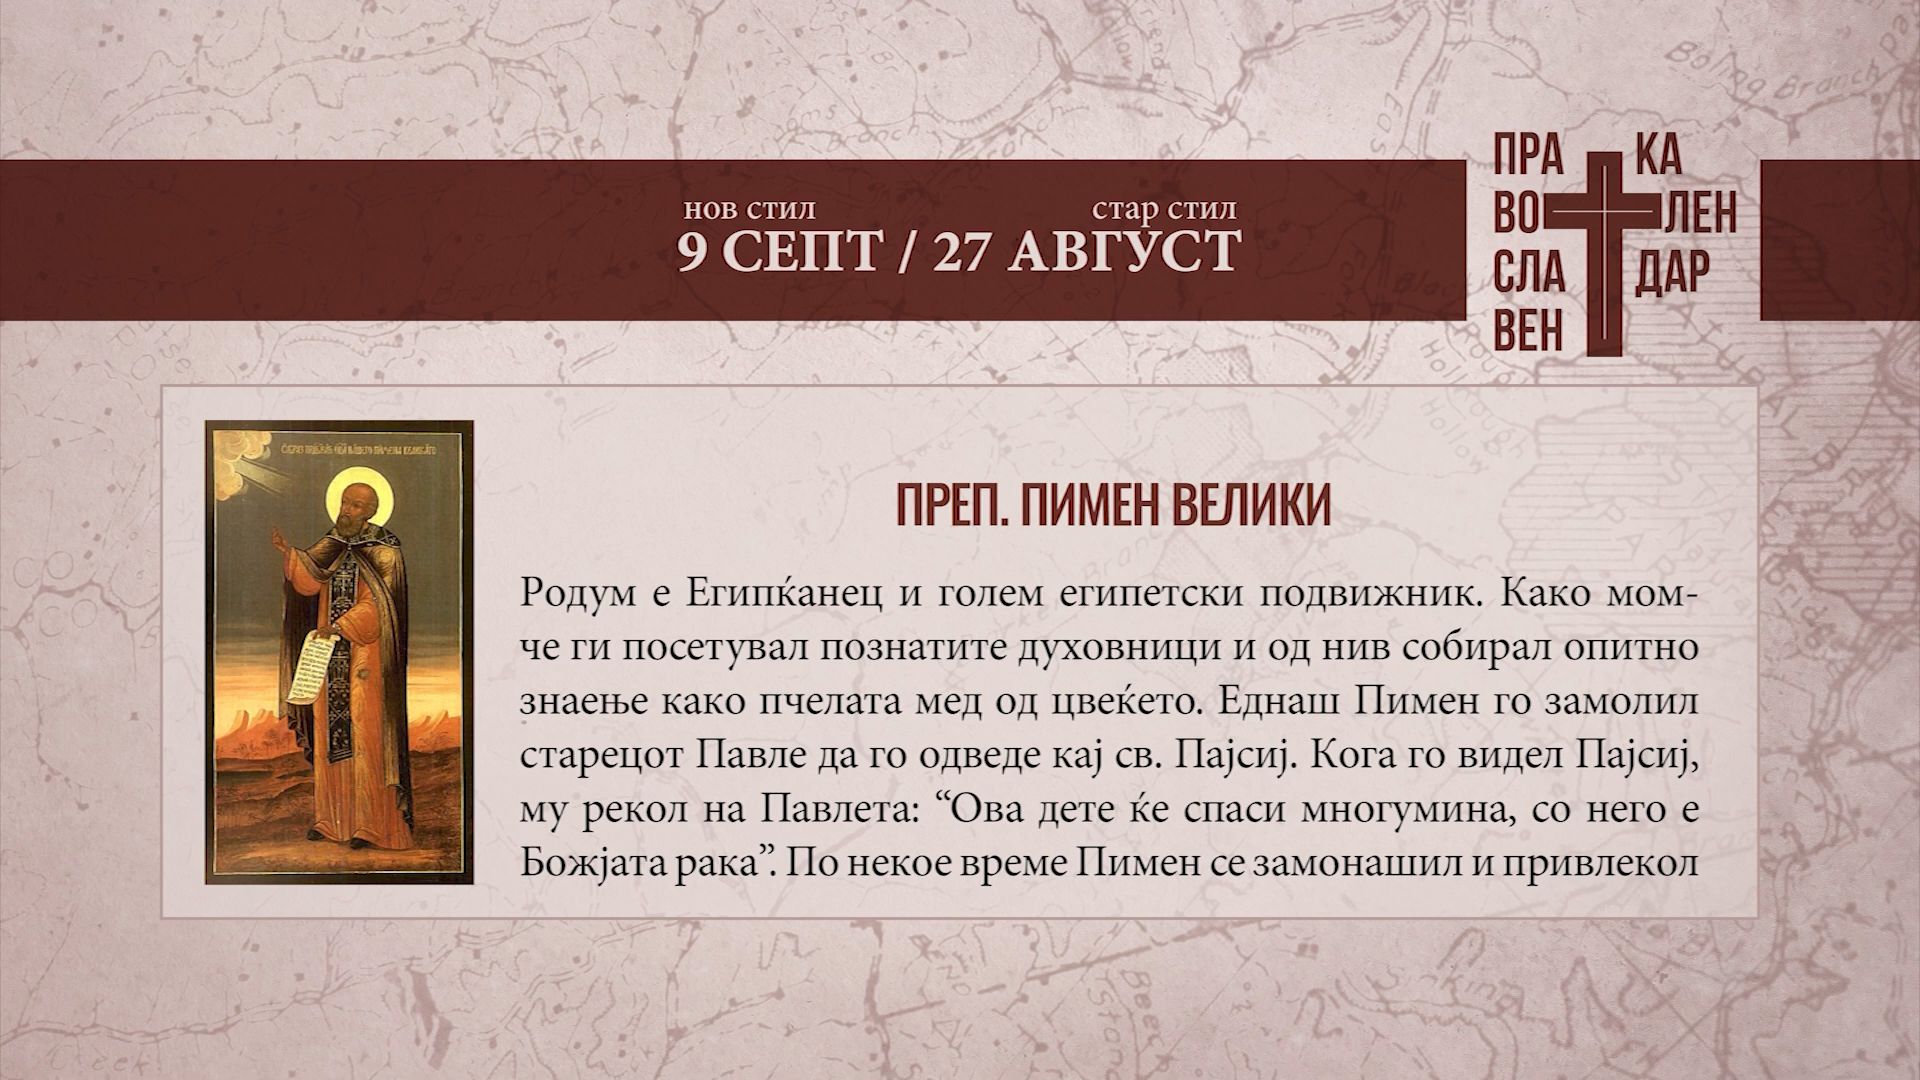 нов стил
стар стил
9 СЕПТ / 27 АВГУСТ
ПРА КА
ВО ЛЕН
СЛА ДАР
ВЕН
ПРЕП. ПИМЕН ВЕЛИКИ
Родум е Египќанец и голем египетски подвижник. Како мом-
че ги посетувал познатите духовници и од нив собирал опитно
знаење како пчелата мед од цвеќето. Еднаш Пимен го замолил
старецот Павле да го одведе кај св. Пајсиј. Кога го видел Пајсиј,
му рекол на Павлета: “Ова дете ќе спаси многумина, со него е
Божјата рака”. По некое време Пимен се замонашил и привлекол
Boling Branch